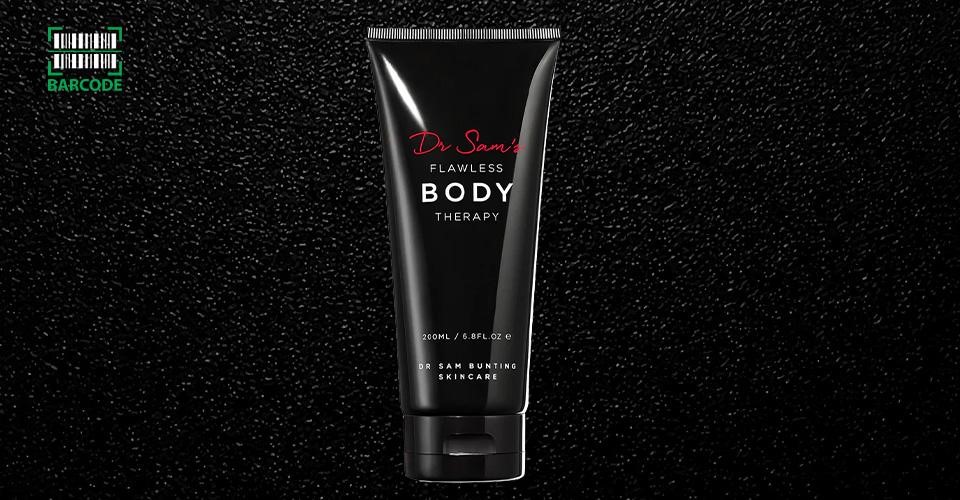 BARCODE
Dr Sam's
FLAWLESS
BODY
THERAPY
200ML / 6.8FL.OZ e
DR SAM BUNTING
SKINCARE